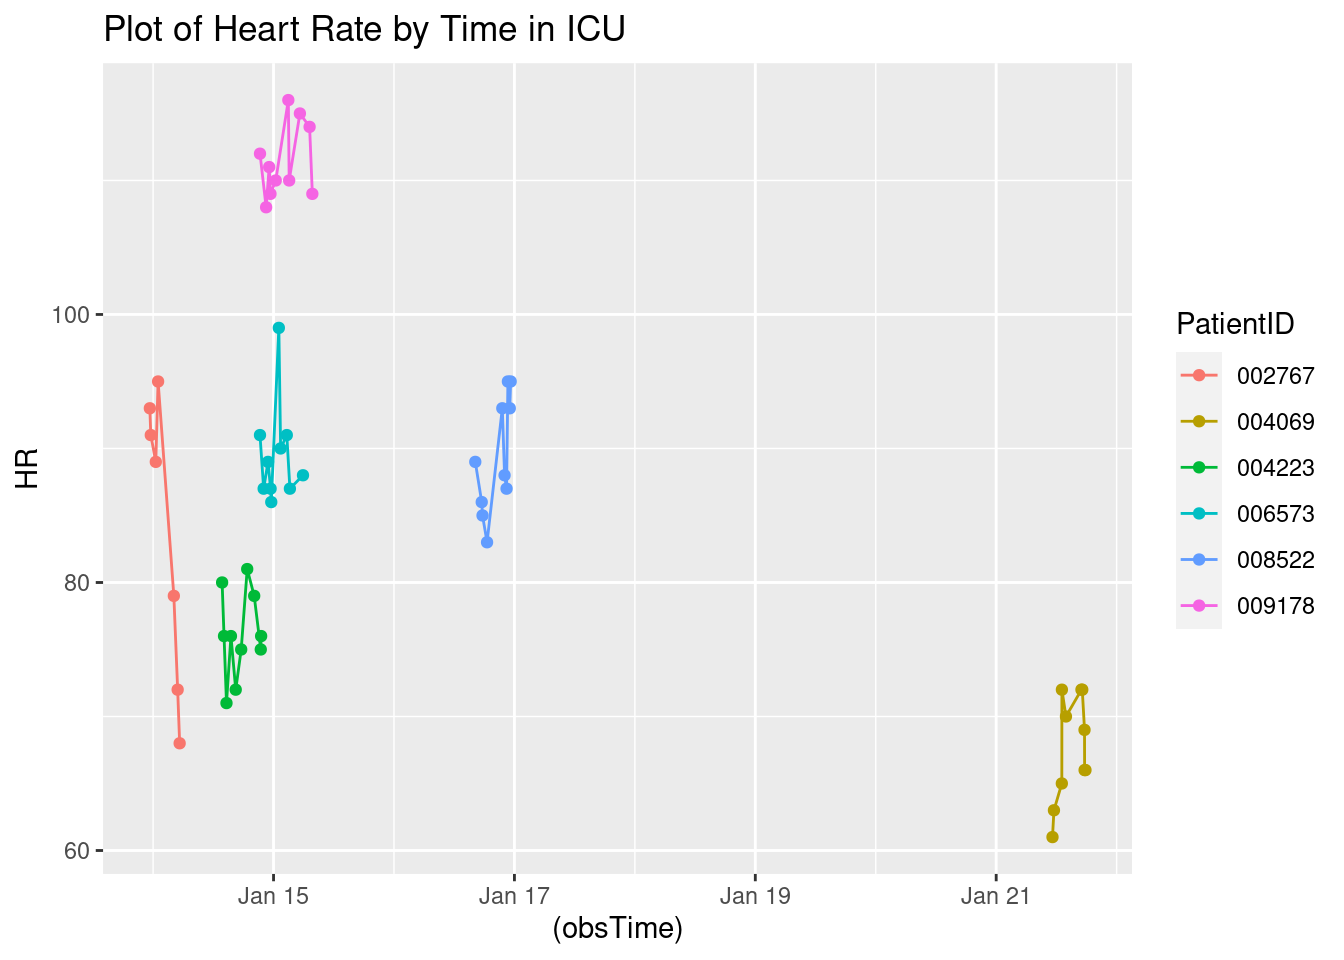 Plot of Heart Rate by Time in ICU
HR
100
80
60
Jan 15
Jan 17
Jan 19
Jan 21
(obsTime)
PatientID
002767
004069
004223
006573
008522
009178